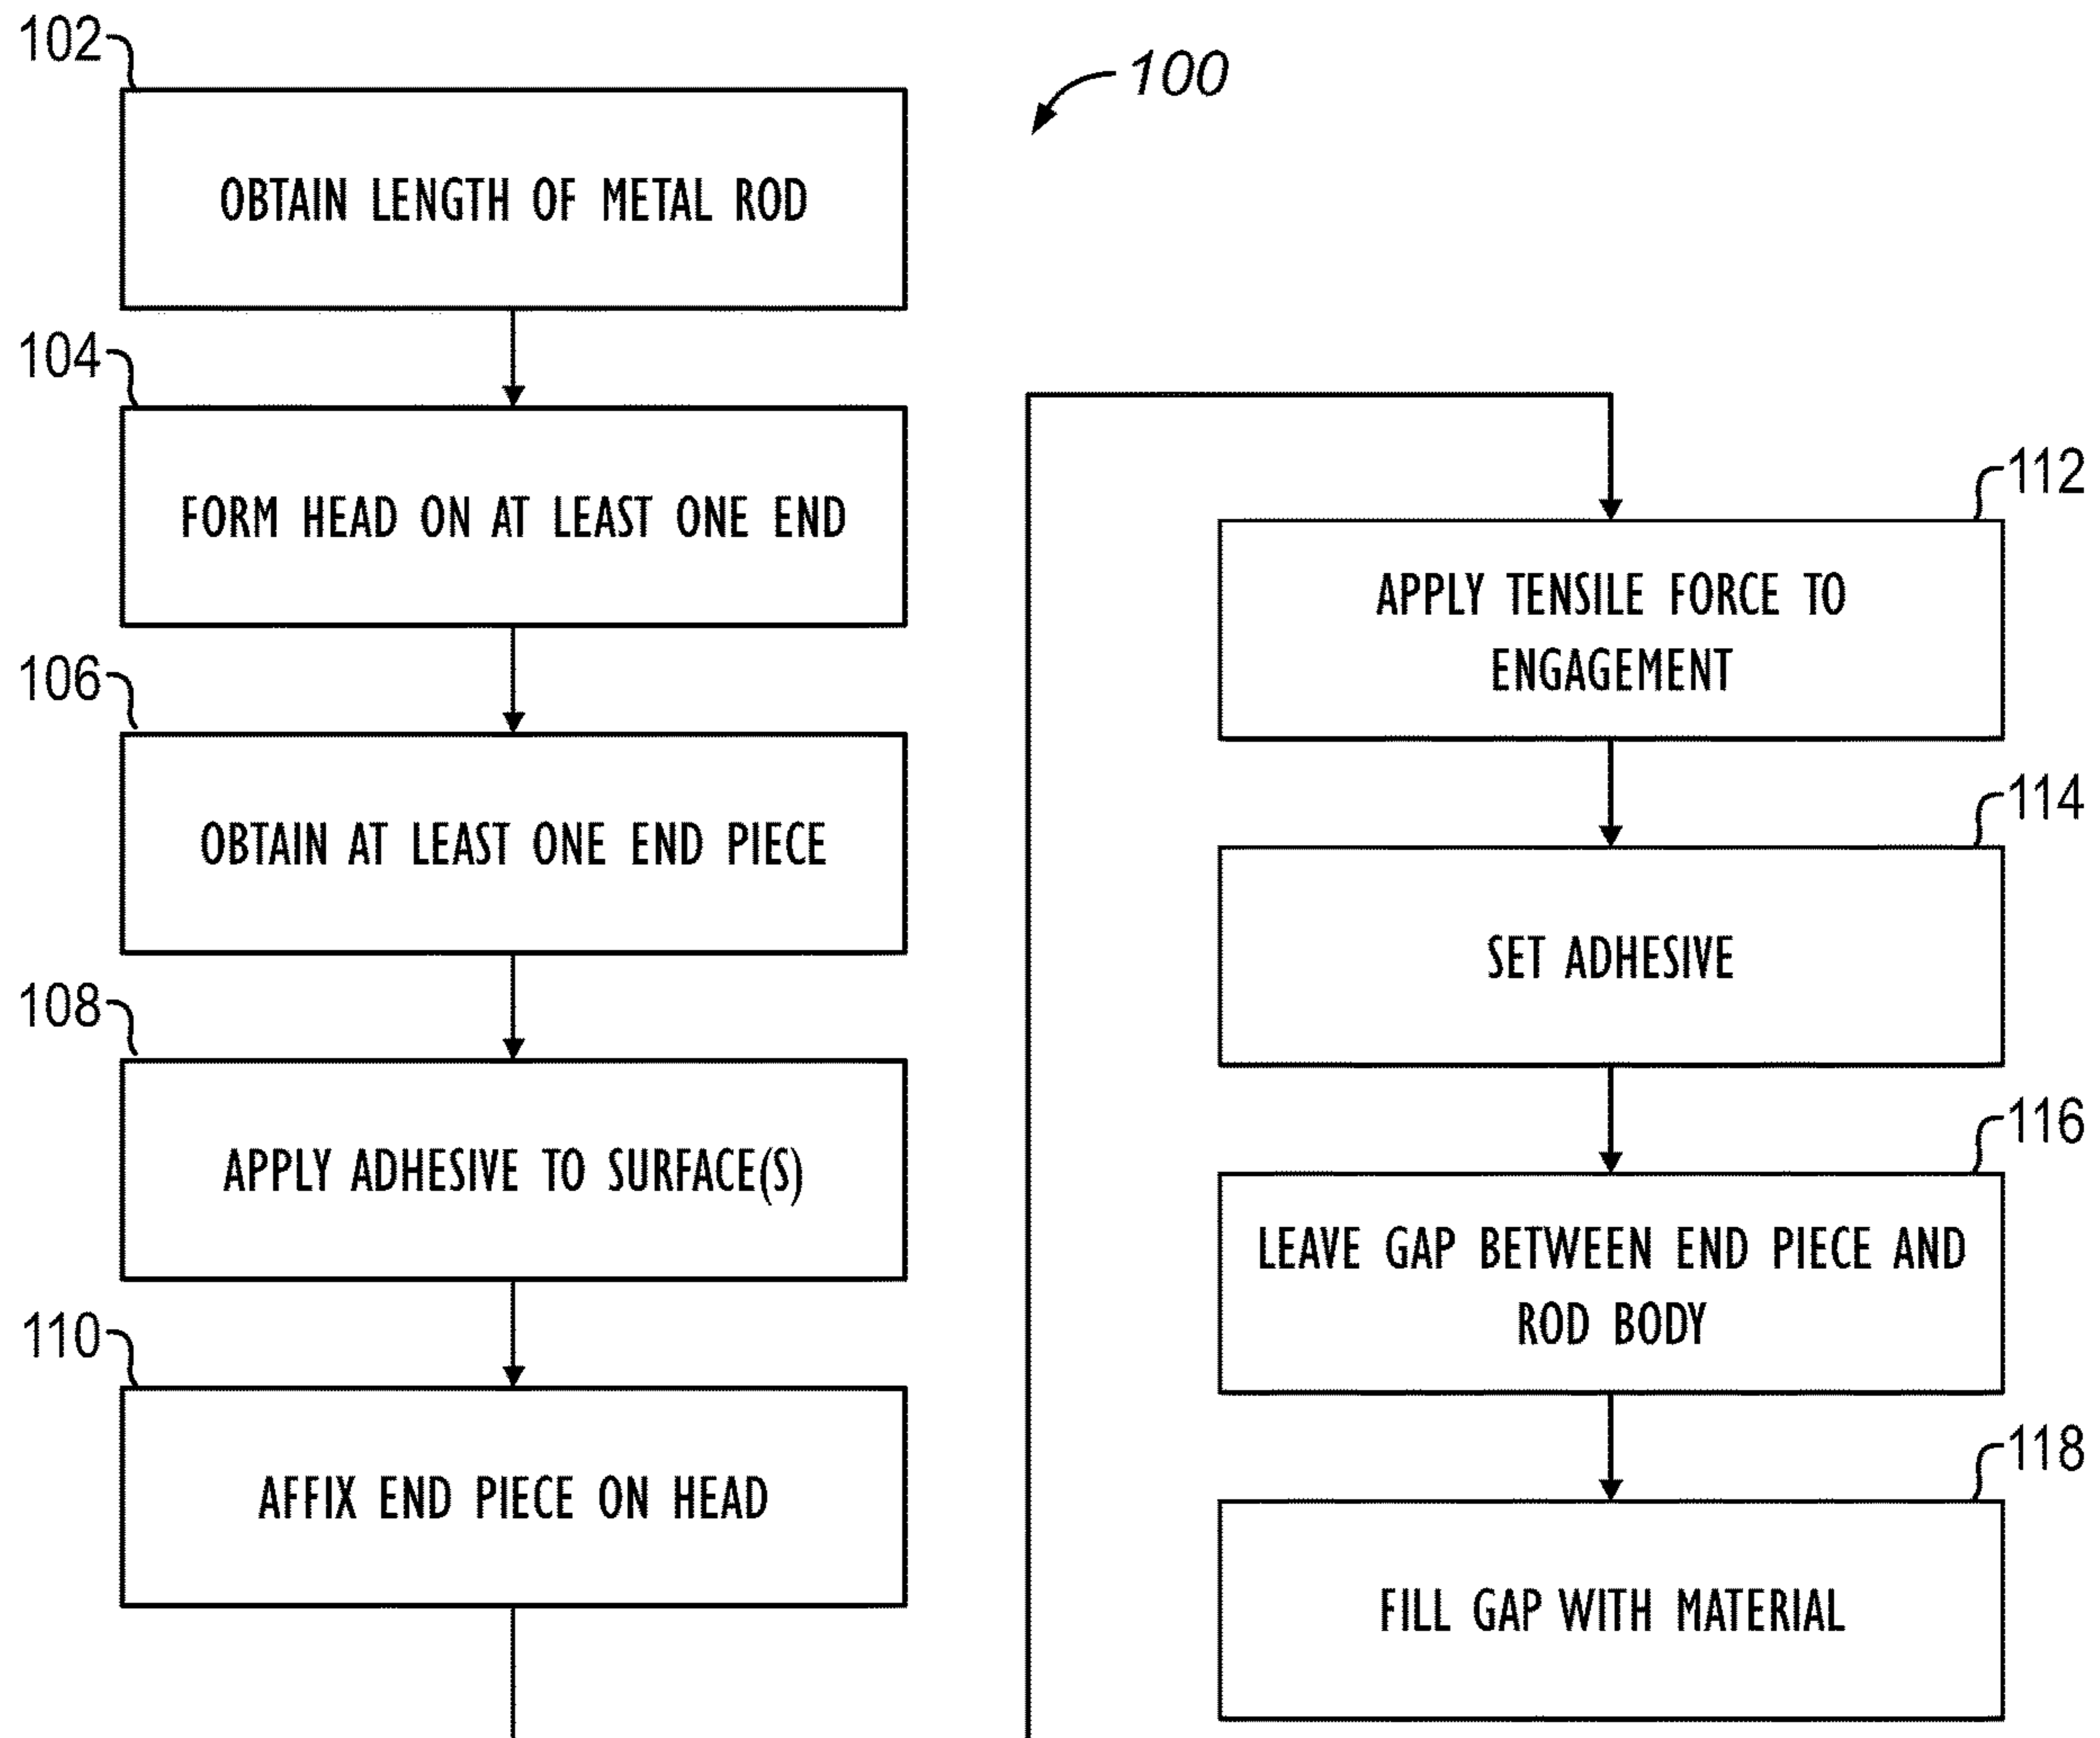 100
102
OBTAIN LENGTH OF METAL ROD
104
FORM HEAD ON AT LEAST ONE END
106
OBTAIN AT LEAST ONE END PIECE
108
APPLY ADHESIVE TO SURFACE(S)
110
AFFIX END PIECE ON HEAD
112
APPLY TENSILE FORCE TO
ENGAGEMENT
114
SET ADHESIVE
116
LEAVE GAP BETWEEN END PIECE AND
ROD BODY
118
FILL GAP WITH MATERIAL